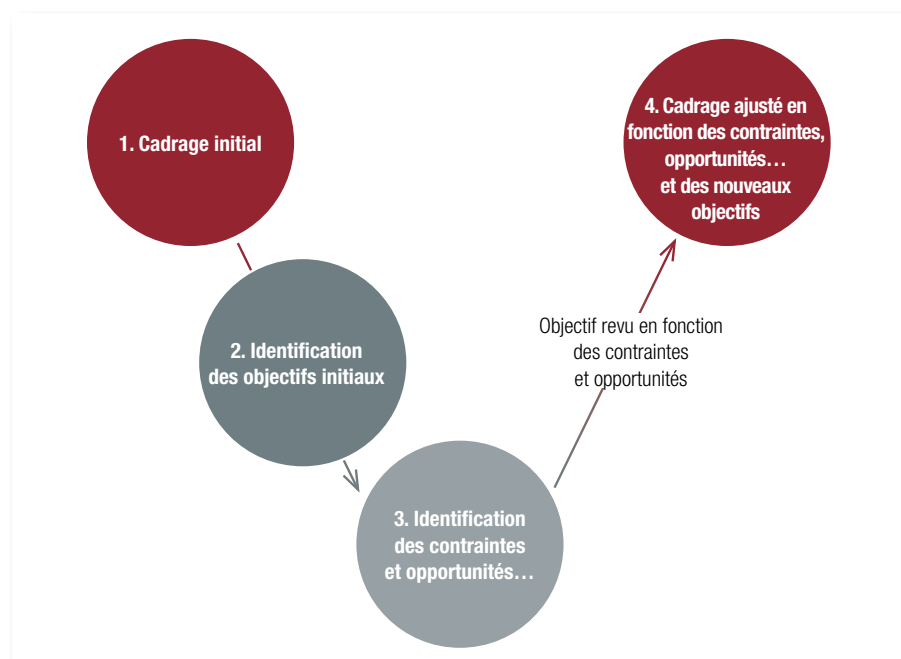 1. Cadrage initial
2. Identification
des objectifs initiaux
3. Identification
des contraintes
et opportunités…
Objectif revu en fonction
des contraintes
et opportunités
4. Cadrage ajusté en
fonction des contraintes,
opportunités…
et des nouveaux
objectifs